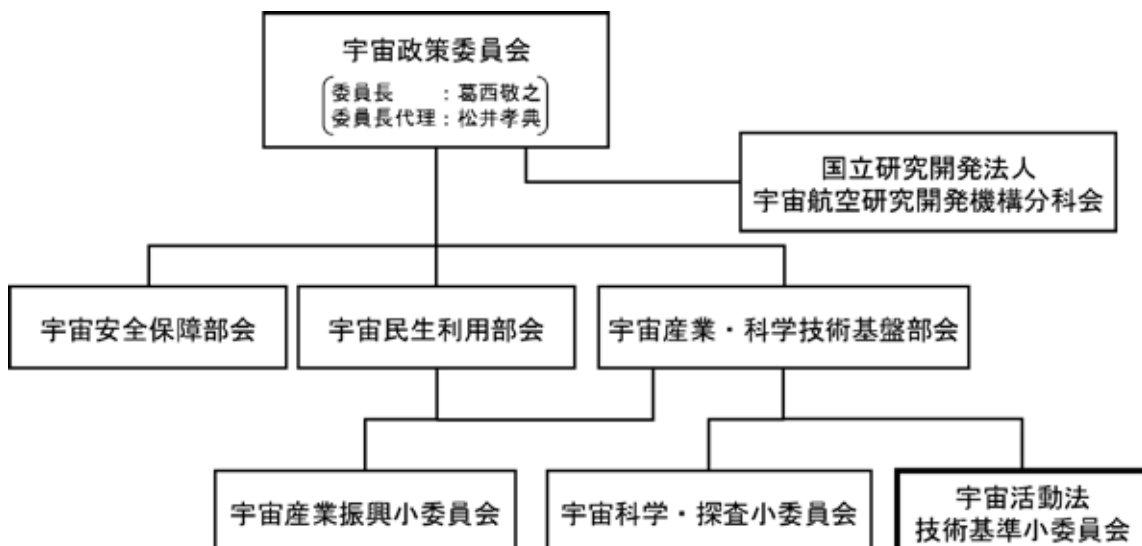 宇宙政策委員会
委員長　　：葛西敬之
委員長代理：松井孝典
国立研究開発法人
宇宙航空研究開発機構分科会
宇宙安全保障部会
宇宙民生利用部会
宇宙産業・科学技術基盤部会
宇宙産業振興小委員会
宇宙科学・探査小委員会
宇宙活動法
技術基準小委員会